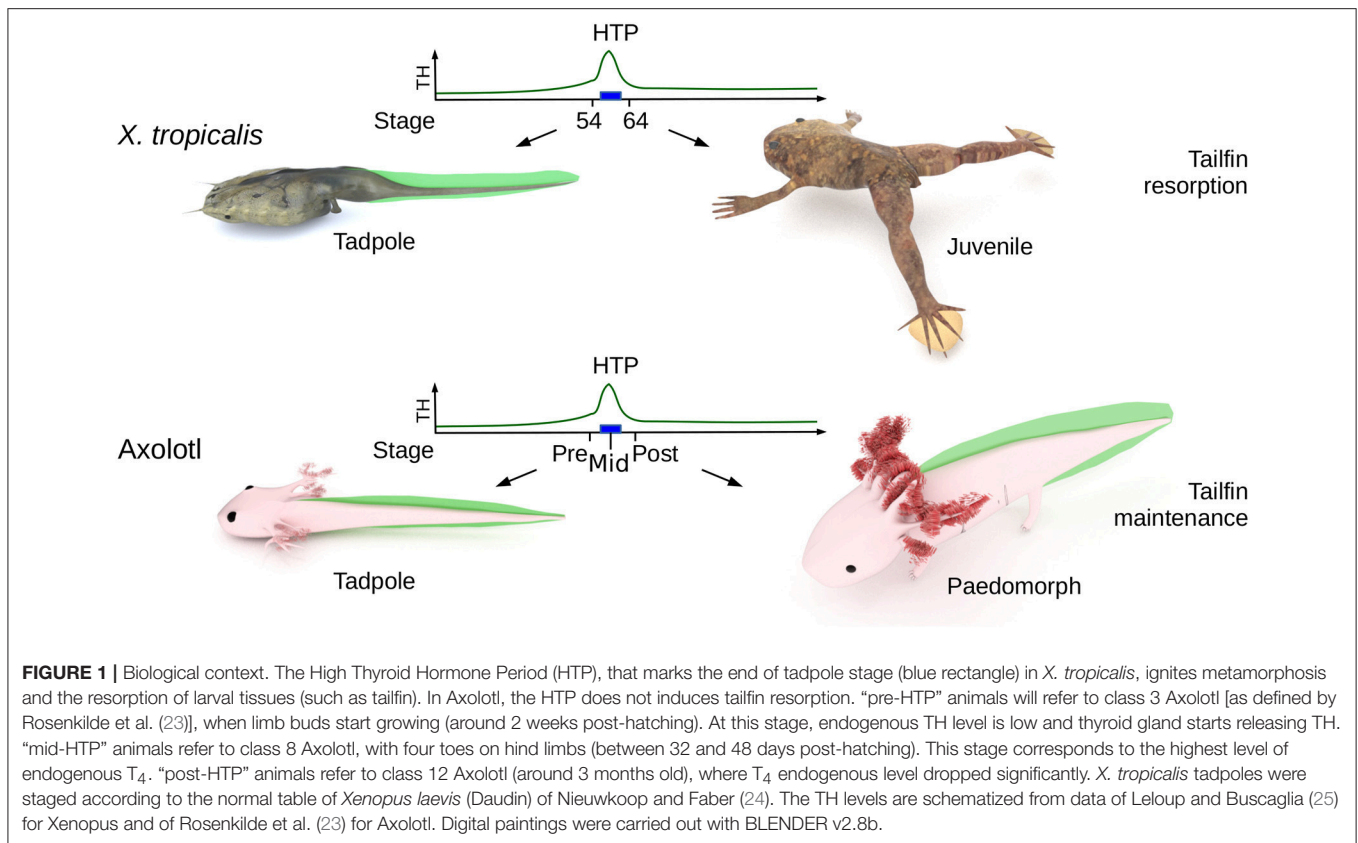 HTP
TH
Stage
54
64
X. tropicalis
Tailfin
resorption
Tadpole
Juvenile
HTP
TH
Stage
Pre
Mid
Post
Axolotl
Tailfin
maintenance
Tadpole
Paedomorph
FIGURE 1 | Biological context. The High Thyroid Hormone Period (HTP), that marks the end of tadpole stage (blue rectangle) in X. tropicalis, ignites metamorphosis
and the resorption of larval tissues (such as tailfin). In Axolotl, the HTP does not induces tailfin resorption. “pre-HTP” animals will refer to class 3 Axolotl [as defined by
Rosenkilde et al. (23)], when limb buds start growing (around 2 weeks post-hatching). At this stage, endogenous TH level is low and thyroid gland starts releasing TH.
“mid-HTP” animals refer to class 8 Axolotl, with four toes on hind limbs (between 32 and 48 days post-hatching). This stage corresponds to the highest level of
endogenous T4. “post-HTP” animals refer to class 12 Axolotl (around 3 months old), where T4 endogenous level dropped significantly. X. tropicalis tadpoles were
staged according to the normal table of Xenopus laevis (Daudin) of Nieuwkoop and Faber (24). The TH levels are schematized from data of Leloup and Buscaglia (25)
for Xenopus and of Rosenkilde et al. (23) for Axolotl. Digital paintings were carried out with BLENDER v2.8b.